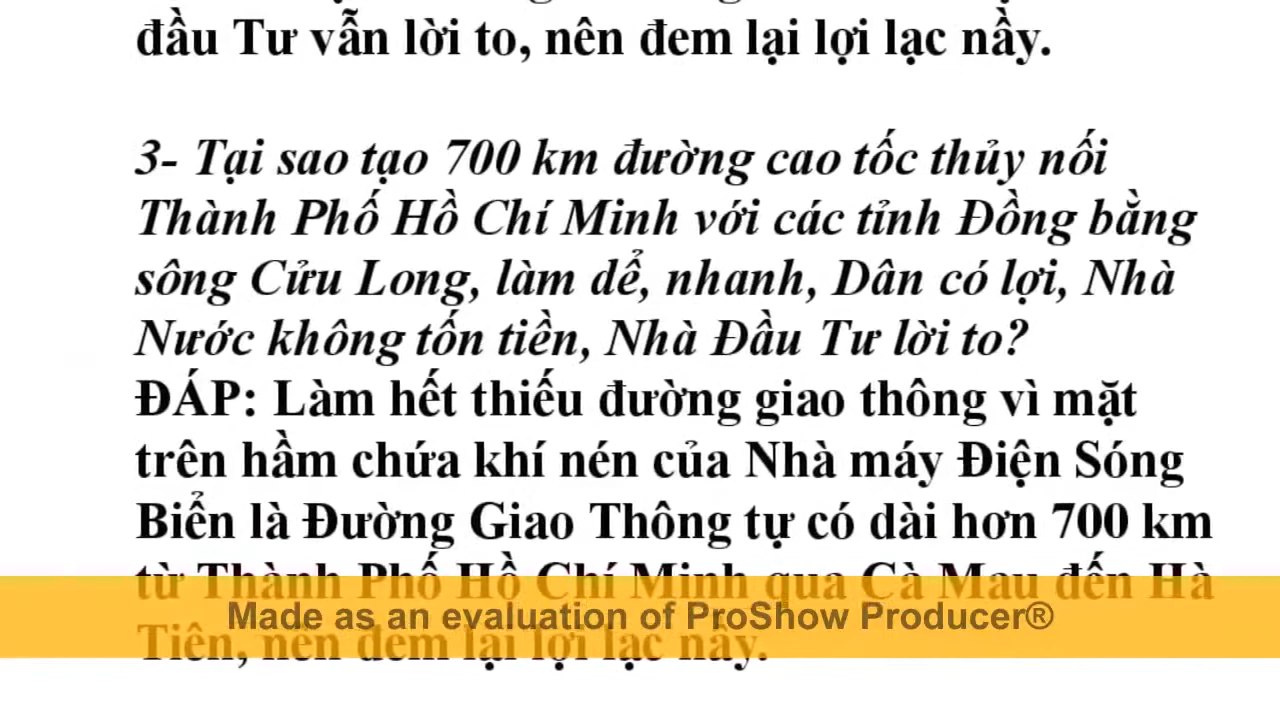 đầu Tư vẫn lời to, nên đem lại lợi lạc nầy.
3- Tại sao tạo 700 km đường cao tốc thủy nối
Thành Phố Hồ Chí Minh với các tỉnh Đồng bằng
sông Cửu Long, làm dể, nhanh, Dân có lợi, Nhà
Nước không tốn tiền, Nhà Đầu Tư lời to?
ĐÁP: Làm hết thiếu đường giao thông vì mặt
trên hầm chứa khí nén của Nhà máy Điện Sóng
Biển là Đường Giao Thông tự có dài hơn 700 km
từ Thành Phố Hồ Chí Minh qua Cà Mau đến Hà
Made as an evaluation of ProShow Producer®
Tiên, nên đem lại lợi lạc nầy.